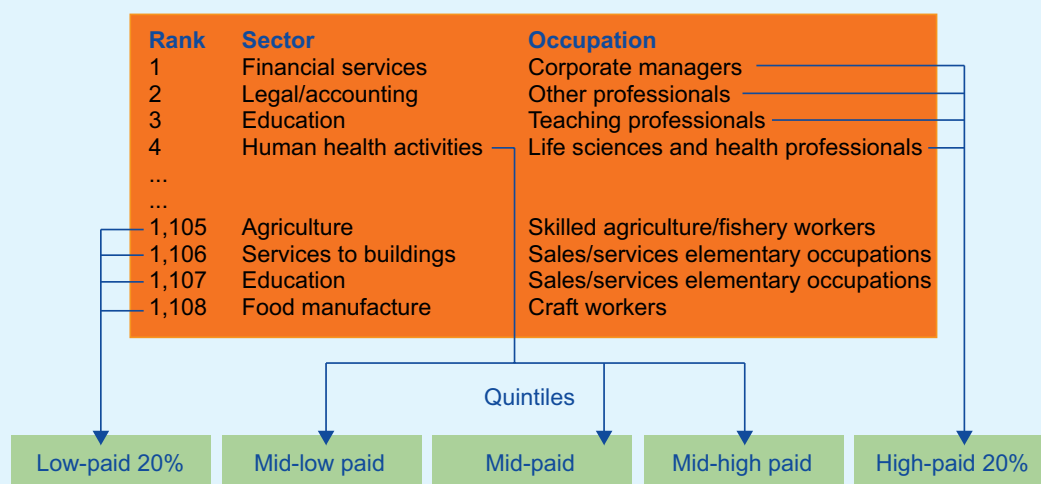 Rank Sector Occupation
1 Financial services Corporate managers
2 Legal/accounting Other professionals
3 Education Teaching professionals
4 Human health activities Life sciences and health professionals
...
...
1,105 Agriculture Skilled agriculture/fishery workers
1,106 Services to buildings Sales/services elementary occupations
1,107 Education Sales/services elementary occupations
1,108 Food manufacture Craft workers
Quintiles
Low-paid 20% Mid-low paid Mid-paid Mid-high paid High-paid 20%